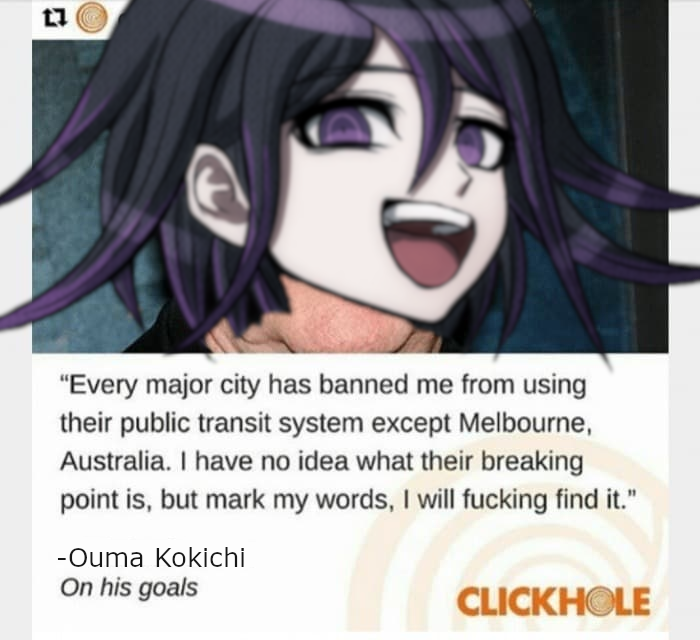 “Every major city has banned me from using
their public transit system except Melbourne,
Australia. I have no idea what their breaking
point is, but mark my words, I will fucking find it.”
-Ouma Kokichi
On his goals
CLICKHOLE